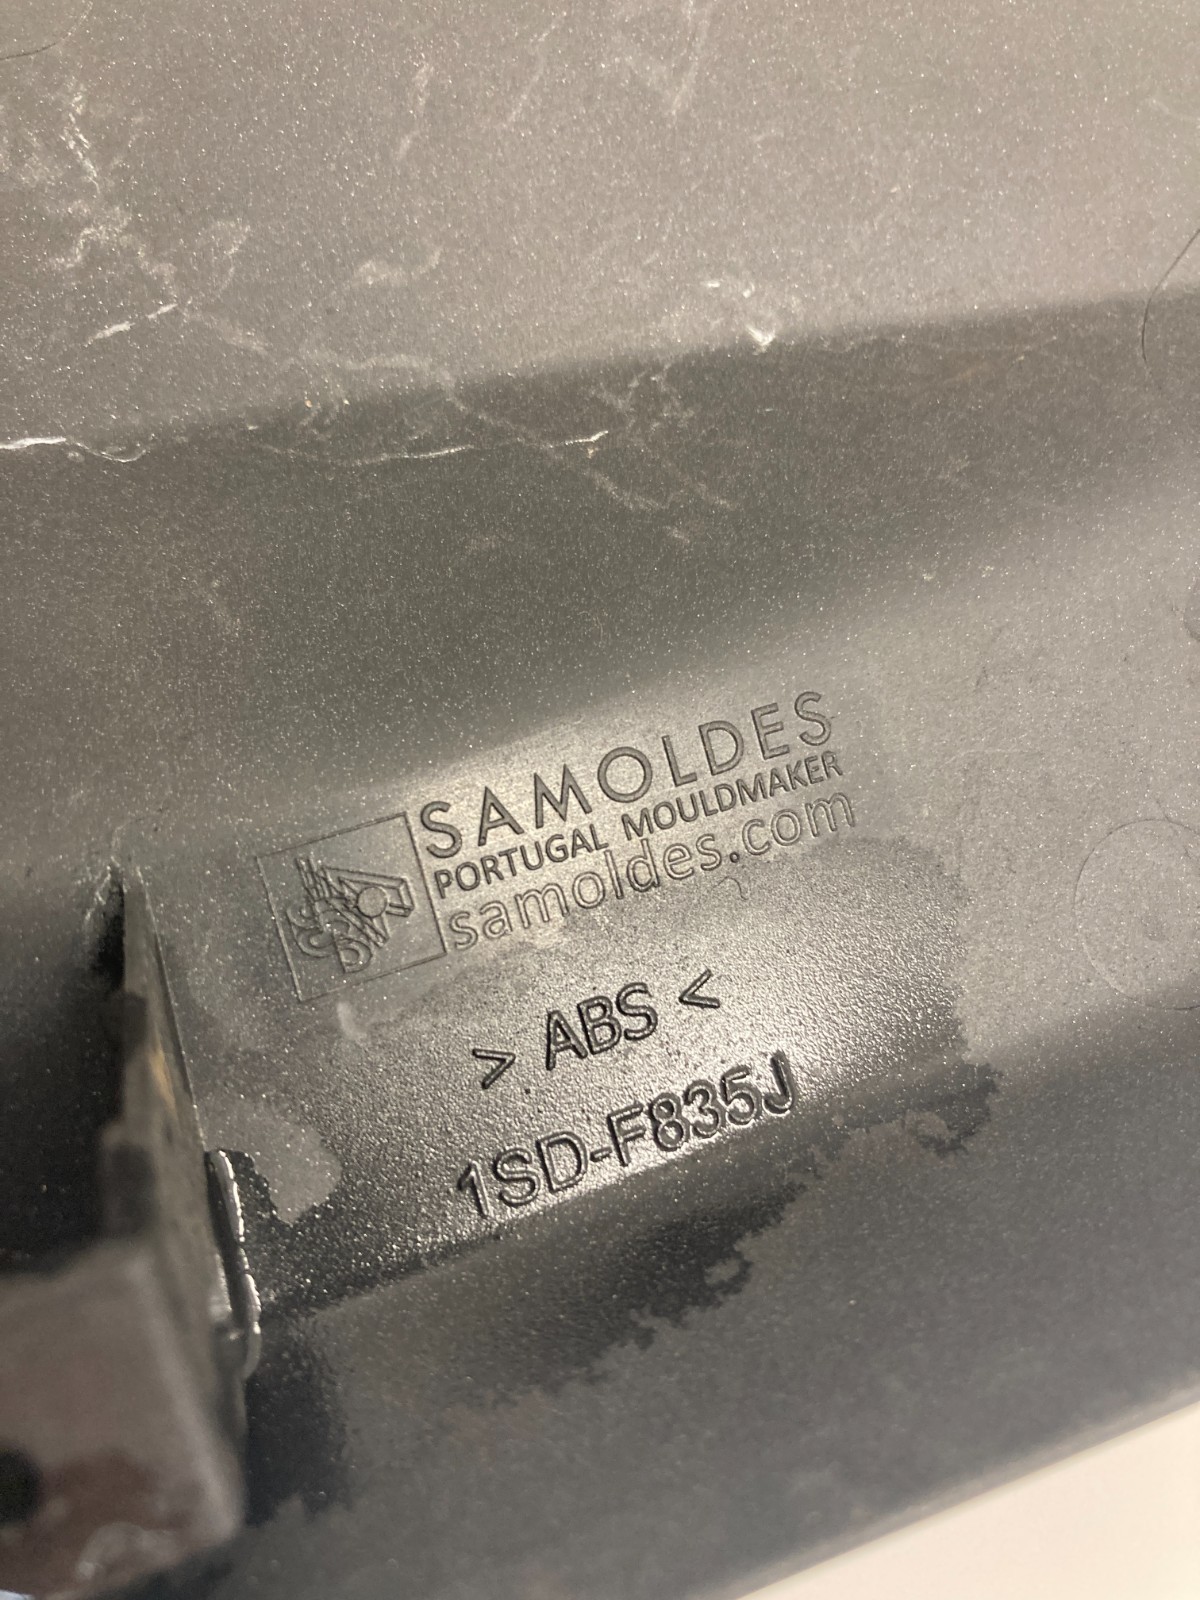 SAMOLDES
PORTUGAL MOULDMAKER
samoldes.com
> ABS <
1SD-F835J